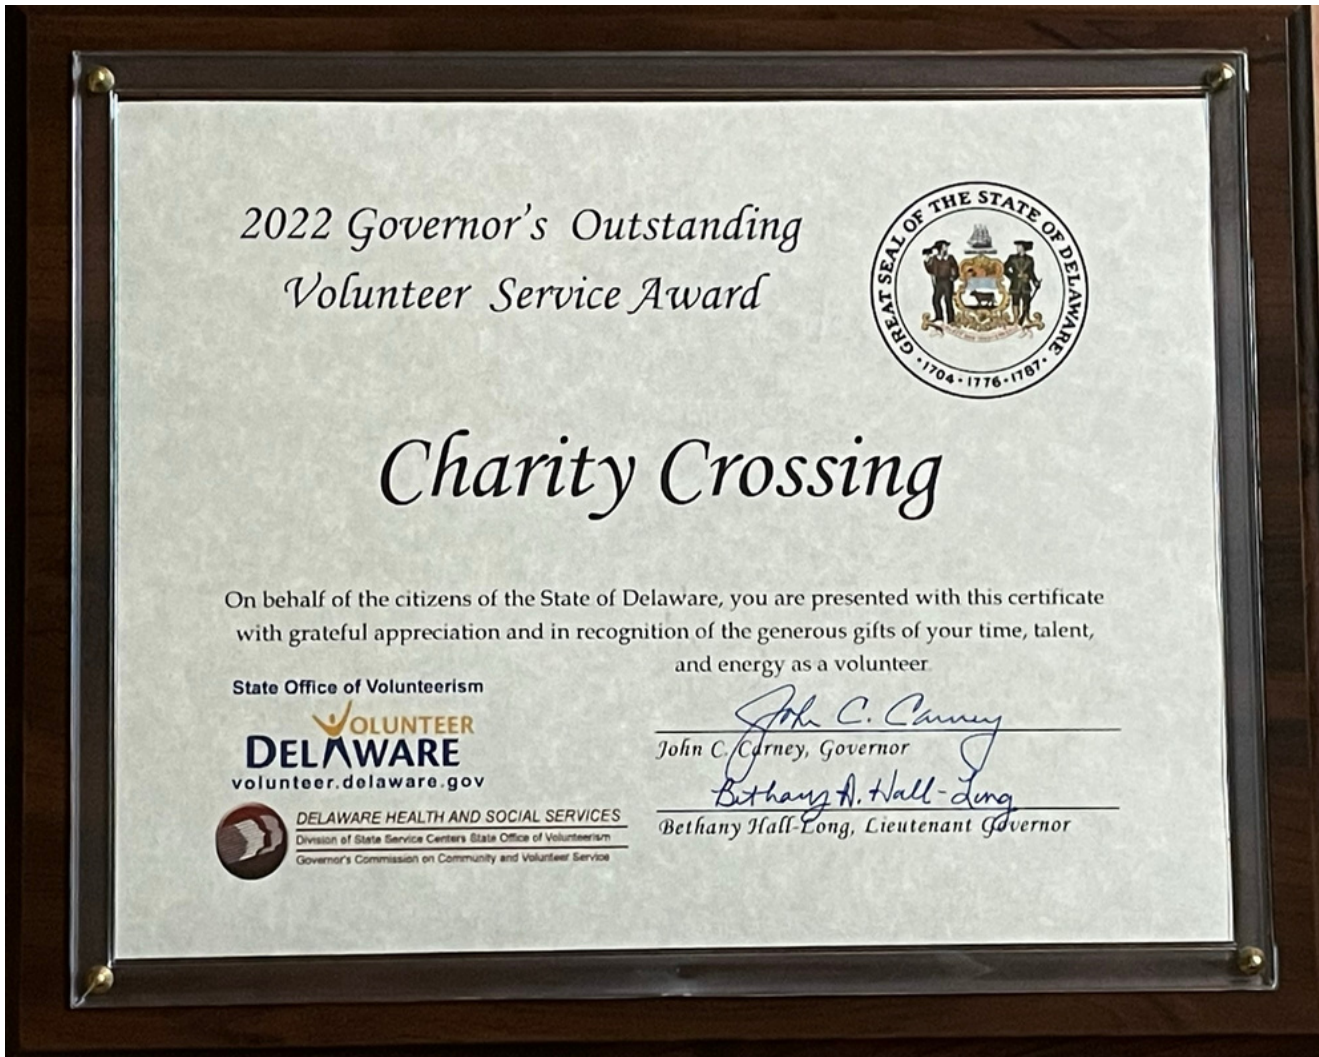 2022 Governor's Outstanding
Volunteer Service Award
GREAT SEAL OF THE STATE OF DELAWARE
• 1704 • 1776 • 1787 •
Charity Crossing
On behalf of the citizens of the State of Delaware, you are presented with this certificate
with grateful appreciation and in recognition of the generous gifts of your time, talent,
and energy as a volunteer
State Office of Volunteerism
VOLUNTEER
DELAWARE
volunteer.delaware.gov
DELAWARE HEALTH AND SOCIAL SERVICES
Division of State Service Centers State Office of Volunteerism
Governor's Commission on Community and Volunteer Service
John C. Carney
John C. Carney, Governor
Bethany A. Hall-Long
Bethany Hall-Long, Lieutenant Governor